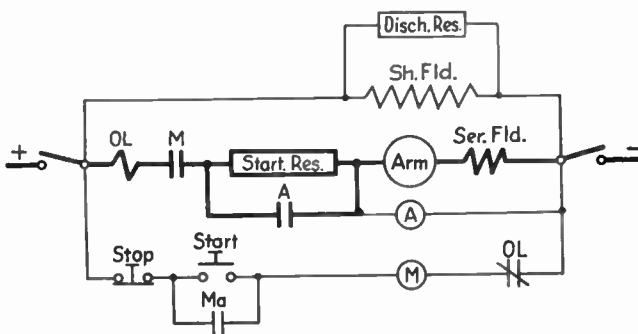 Disch. Res.
Sh. Fld.
+ OL M Start. Res. Arm Ser. Fld. −
A A
Stop Start M OL
Ma